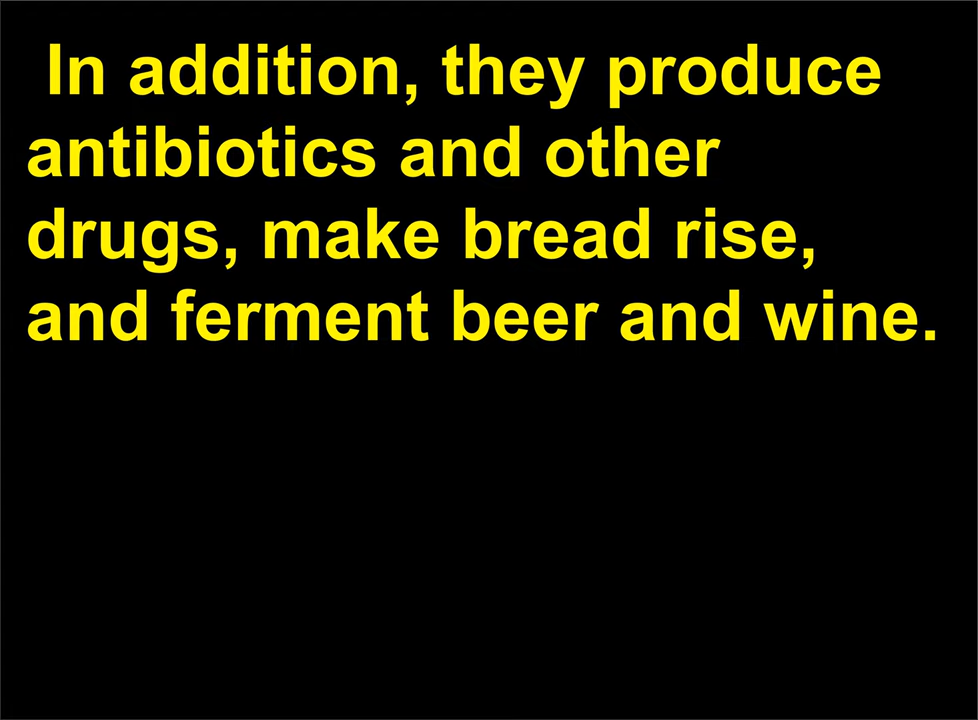 In addition, they produce
antibiotics and other
drugs, make bread rise,
and ferment beer and wine.